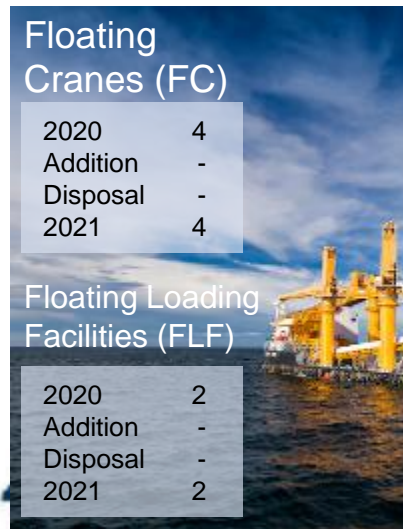 Floating
Cranes (FC)
2020 4
Addition -
Disposal -
2021 4
Floating Loading
Facilities (FLF)
2020 2
Addition -
Disposal -
2021 2